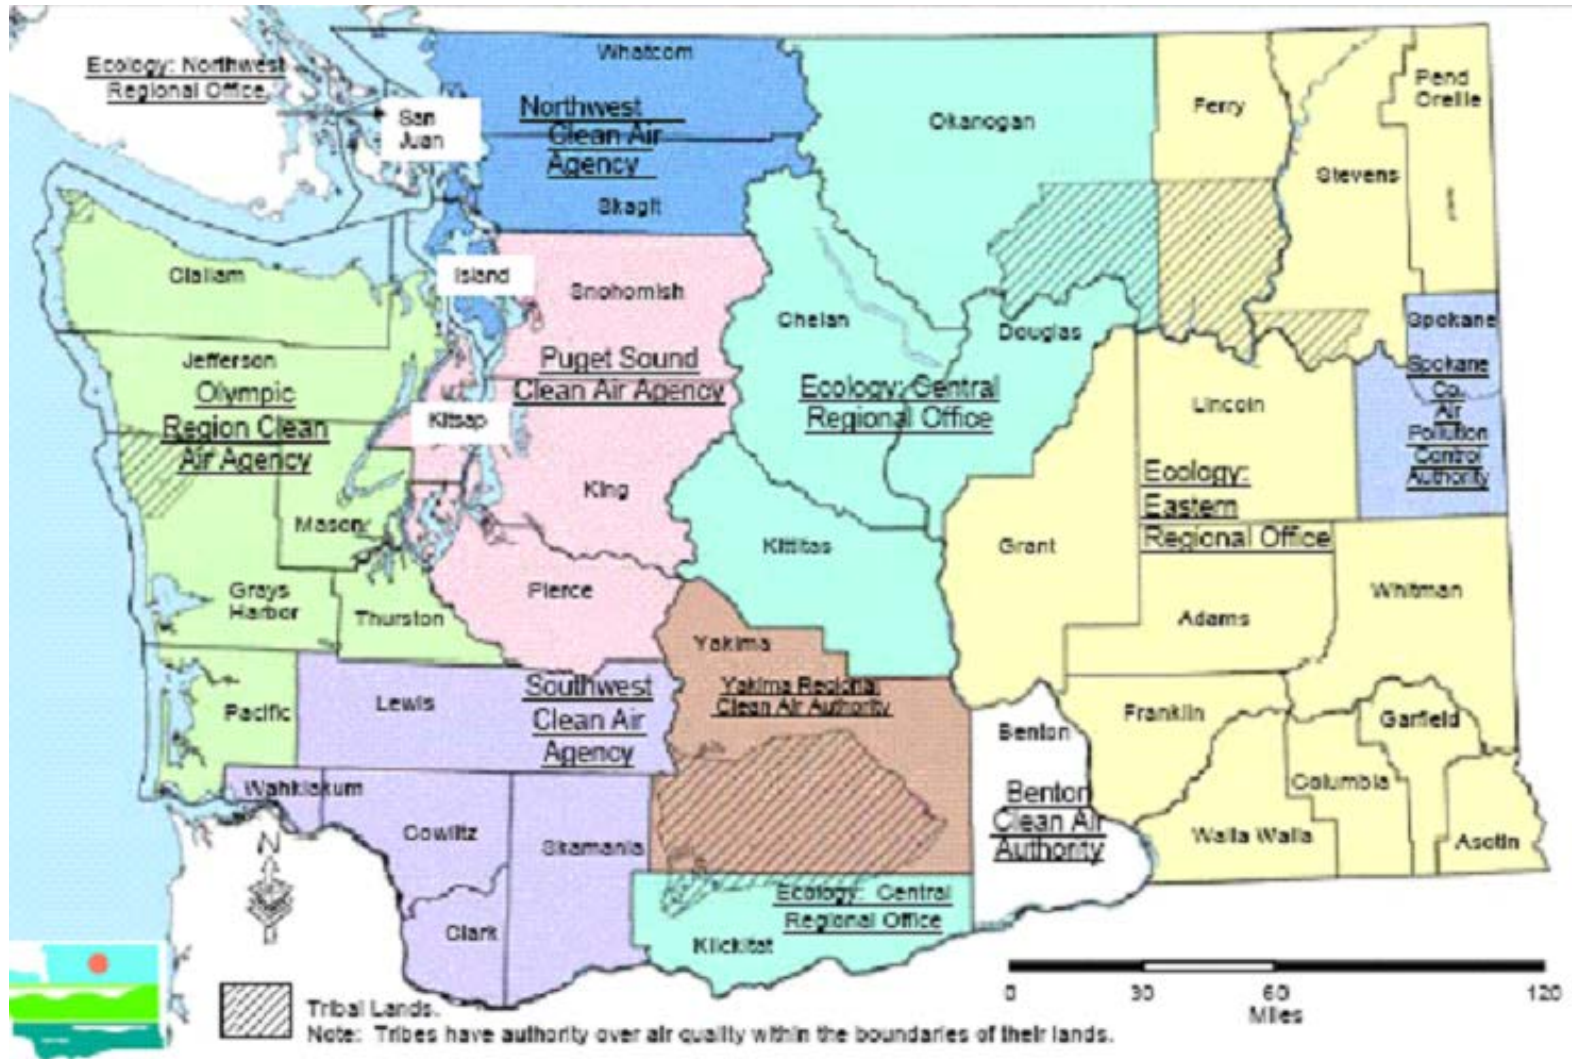 Ecology: Northwest
Regional Office.
San
Juan
Whatcom
Northwest
Clean Air
Agency
Skagit
Island
Okanogan
Ferry
Pend
Oreille
Stevens
Clallam
Jefferson
Olympic
Region Clean
Air Agency
Mason
Grays
Harbor
Thurston
Pacific
Snohomish
Puget Sound
Clean Air Agency
Kitsap
King
Pierce
Chelan
Douglas
Ecology: Central
Regional Office
Kittitas
Spokane
Spokane
Co.
Air
Pollution
Control
Authority
Lincoln
Ecology:
Eastern
Regional Office
Grant
Adams
Whitman
Yakima
Yakima Regional
Clean Air Authority
Lewis
Southwest
Clean Air
Agency
Wahkiakum
Cowlitz
Skamania
Clark
Benton
Benton
Clean Air
Authority
Franklin
Garfield
Columbia
Walla Walla
Asotin
Ecology: Central
Regional Office
Klickitat
N
0 30 60 120
Miles
Tribal Lands.
Note: Tribes have authority over air quality within the boundaries of their lands.